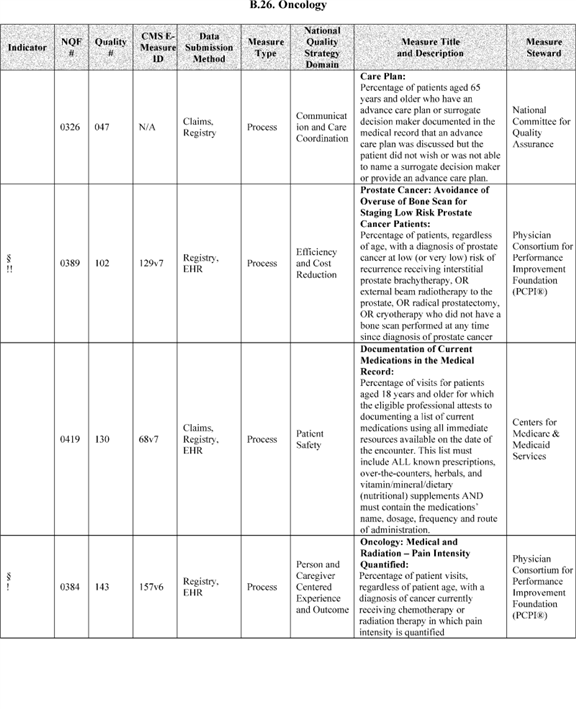 B.26. Oncology
Indicator
NQF
#
Quality
#
CMS E-
Measure
ID
Data
Submission
Method
Measure
Type
National
Quality
Strategy
Domain
Measure Title
and Description
Measure
Steward
0326
047
N/A
Claims,
Registry
Process
Communicat
ion and Care
Coordination
Care Plan:
Percentage of patients aged 65
years and older who have an
advance care plan or surrogate
decision maker documented in the
medical record that an advance
care plan was discussed but the
patient did not wish or was not able
to name a surrogate decision maker
or provide an advance care plan.
National
Committee for
Quality
Assurance
§
!!
0389
102
129v7
Registry,
EHR
Process
Efficiency
and Cost
Reduction
Prostate Cancer: Avoidance of
Overuse of Bone Scan for
Staging Low Risk Prostate
Cancer Patients:
Percentage of patients, regardless
of age, with a diagnosis of prostate
cancer at low (or very low) risk of
recurrence receiving interstitial
prostate brachytherapy, OR
external beam radiotherapy to the
prostate, OR radical prostatectomy,
OR cryotherapy who did not have a
bone scan performed at any time
since diagnosis of prostate cancer
Physician
Consortium for
Performance
Improvement
Foundation
(PCPI®)
0419
130
68v7
Claims,
Registry,
EHR
Process
Patient
Safety
Documentation of Current
Medications in the Medical
Record:
Percentage of visits for patients
aged 18 years and older for which
the eligible professional attests to
documenting a list of current
medications using all immediate
resources available on the date of
the encounter. This list must
include ALL known prescriptions,
over-the-counters, herbals, and
vitamin/mineral/dietary
(nutritional) supplements AND
must contain the medications'
name, dosage, frequency and route
of administration.
Centers for
Medicare &
Medicaid
Services
§
!
0384
143
157v6
Registry,
EHR
Process
Person and
Caregiver
Centered
Experience
and Outcome
Oncology: Medical and
Radiation – Pain Intensity
Quantified:
Percentage of patient visits,
regardless of patient age, with a
diagnosis of cancer currently
receiving chemotherapy or
radiation therapy in which pain
intensity is quantified
Physician
Consortium for
Performance
Improvement
Foundation
(PCPI®)